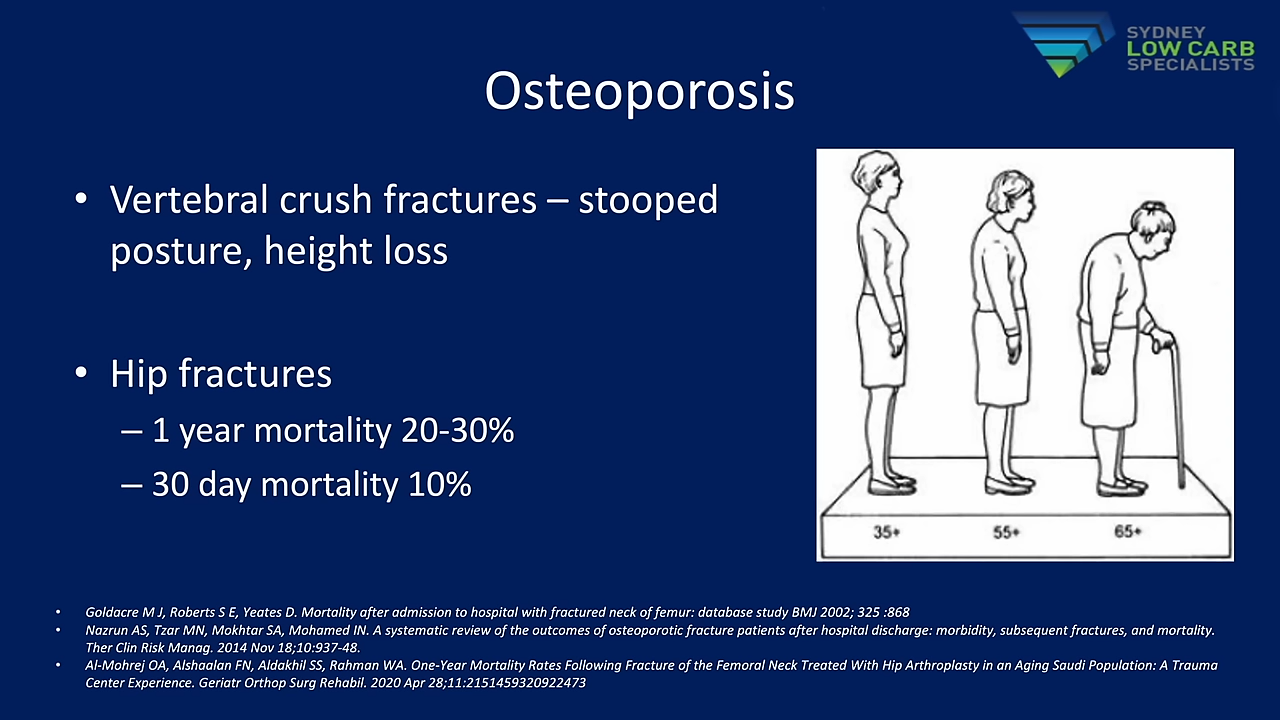 SYDNEY
LOW CARB
SPECIALISTS
Osteoporosis
• Vertebral crush fractures – stooped
posture, height loss
• Hip fractures
– 1 year mortality 20-30%
– 30 day mortality 10%
35+ 55+ 65+
• Goldacre M J, Roberts S E, Yeates D. Mortality after admission to hospital with fractured neck of femur: database study BMJ 2002; 325 :868
• Nazrun AS, Tzar MN, Mokhtar SA, Mohamed IN. A systematic review of the outcomes of osteoporotic fracture patients after hospital discharge: morbidity, subsequent fractures, and mortality.
Ther Clin Risk Manag. 2014 Nov 18;10:937-48.
• Al-Mohrej OA, Alshaalan FN, Aldakhil SS, Rahman WA. One-Year Mortality Rates Following Fracture of the Femoral Neck Treated With Hip Arthroplasty in an Aging Saudi Population: A Trauma
Center Experience. Geriatr Orthop Surg Rehabil. 2020 Apr 28;11:2151459320922473